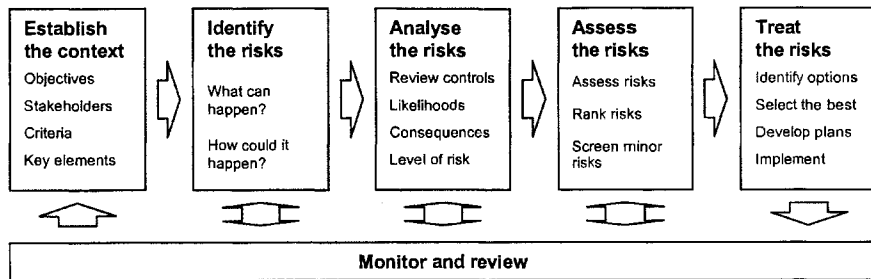 Establish
the context
Objectives
Stakeholders
Criteria
Key elements
Identify
the risks
What can
happen?
How could it
happen?
Analyse
the risks
Review controls
Likelihoods
Consequences
Level of risk
Assess
the risks
Assess risks
Rank risks
Screen minor
risks
Treat
the risks
Identify options
Select the best
Develop plans
Implement
Monitor and review